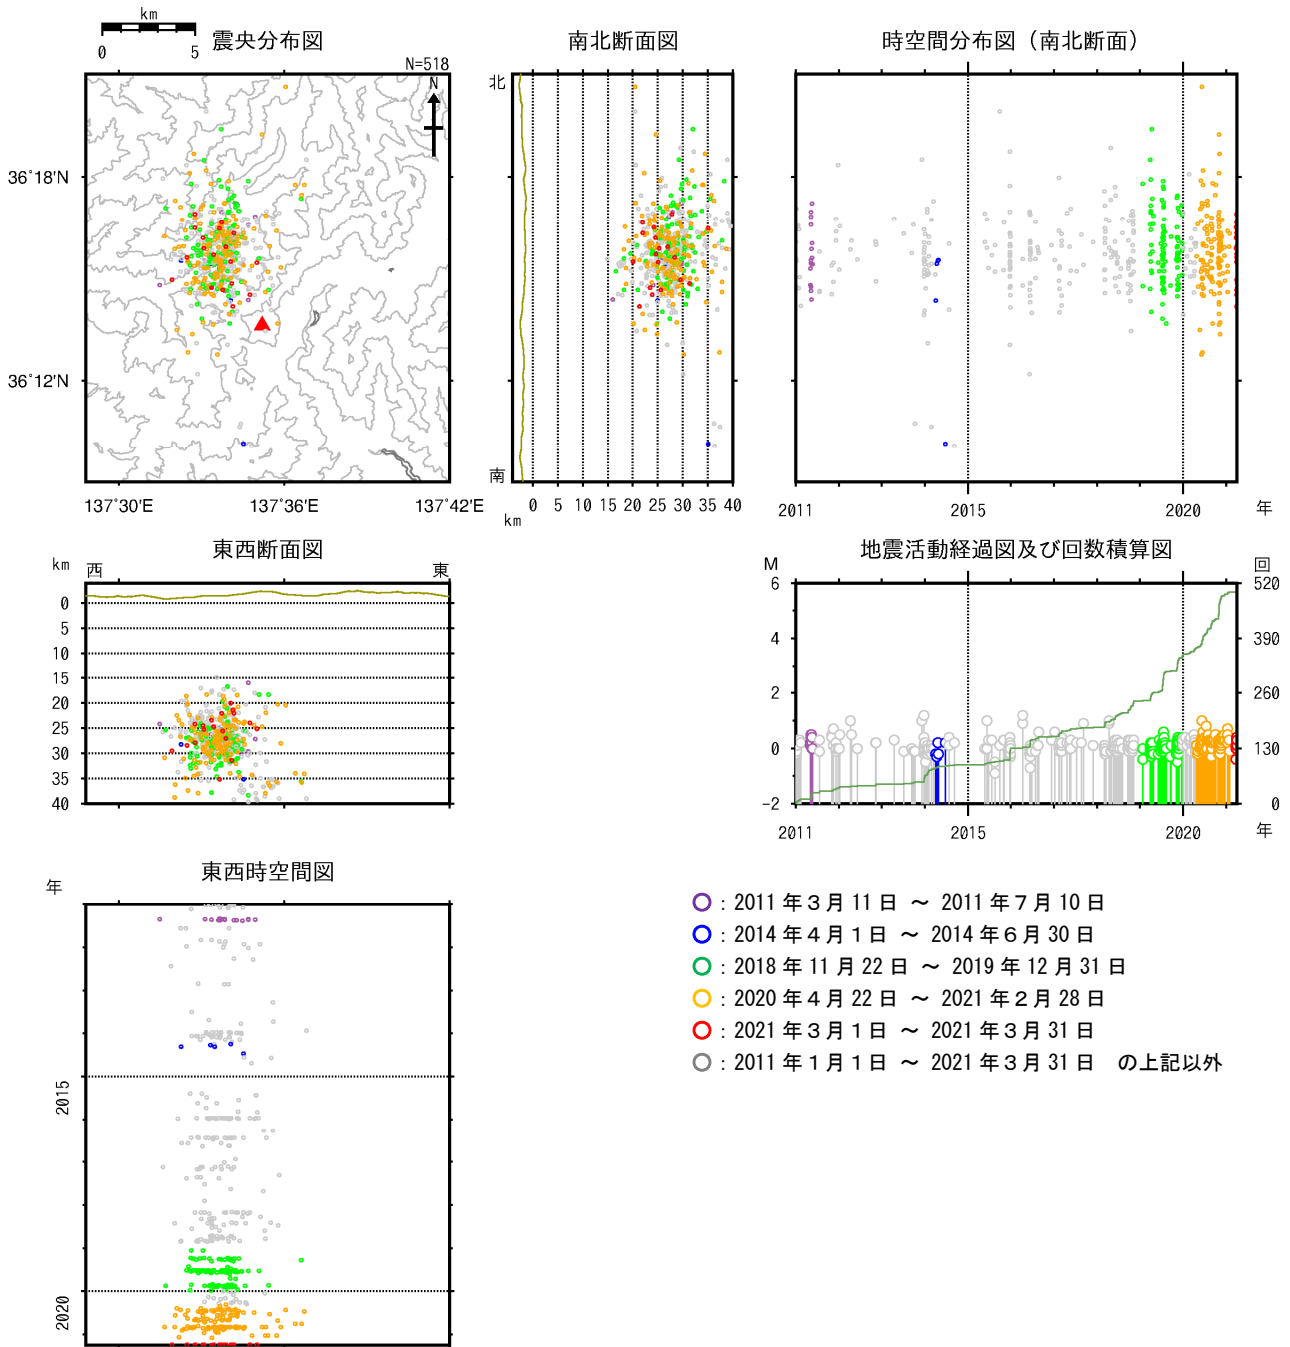 km
0 5
震央分布図
N=518
N
36°18'N
36°12'N
137°30'E 137°36'E 137°42'E
南北断面図
北
南
0 5 10 15 20 25 30 35 40
km
時空間分布図（南北断面）
2011 2015 2020 年
東西断面図
km
西 東
0
5
10
15
20
25
30
35
40
地震活動経過図及び回数積算図
M 回
6 520
4 390
2 260
0 130
-2 0
2011 2015 2020 年
東西時空間図
年
2015
2020
：2011 年３月 11 日 ～ 2011 年７月 10 日
：2014 年４月１日 ～ 2014 年６月 30 日
：2018 年 11 月 22 日 ～ 2019 年 12 月 31 日
：2020 年４月 22 日 ～ 2021 年２月 28 日
：2021 年３月１日 ～ 2021 年３月 31 日
：2011 年１月１日 ～ 2021 年３月 31 日 の上記以外